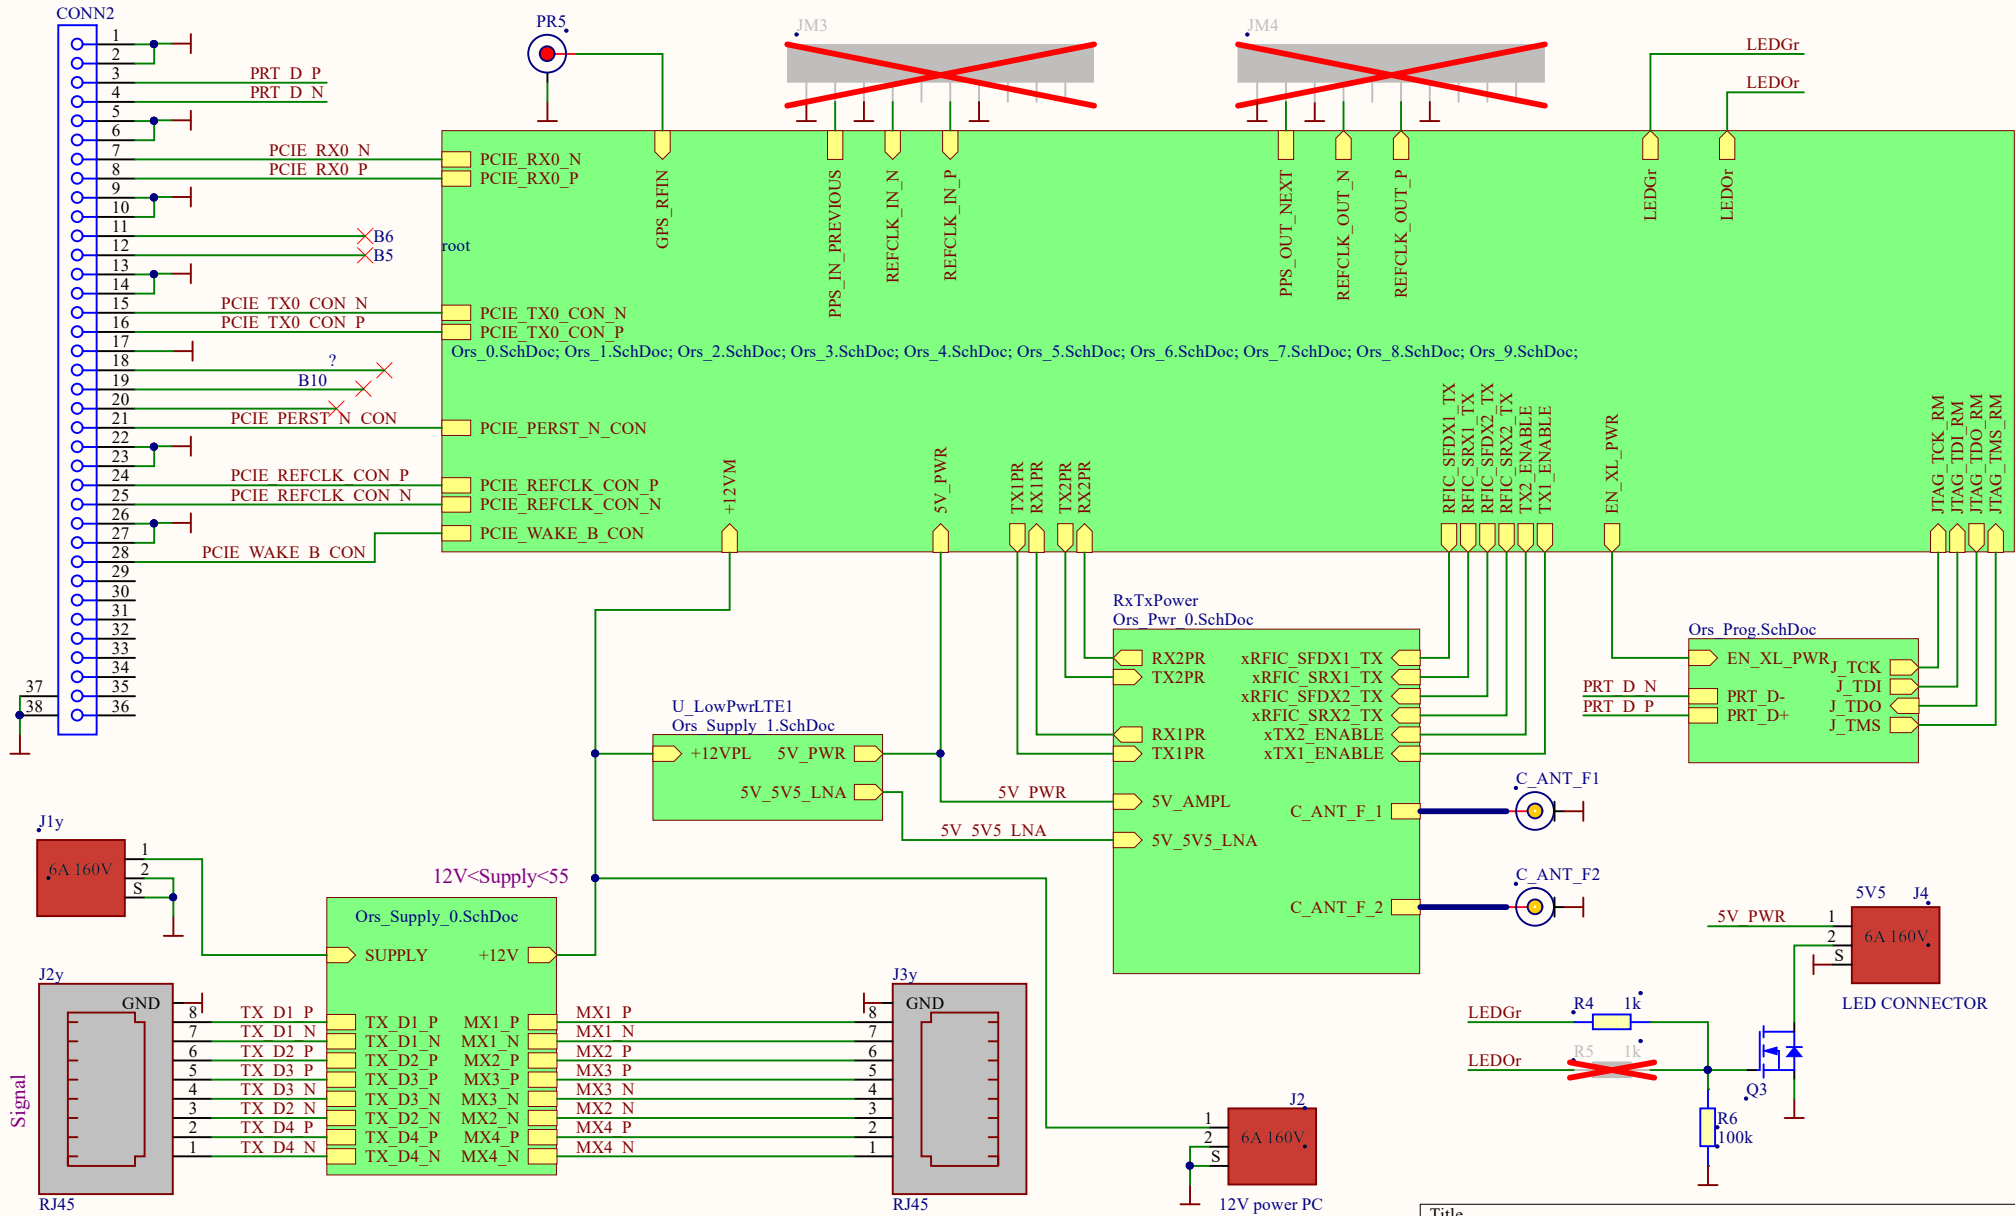 CONN2
1
2
3
4
5
6
7
8
9
10
11
12
13
14
15
16
17
18
19
20
21
22
23
24
25
26
27
28
29
30
31
32
33
34
35
36
37
38
PRT_D_P
PRT_D_N
PCIE_RX0_N
PCIE_RX0_P
B6
B5
PCIE_TX0_CON_N
PCIE_TX0_CON_P
?
B10
PCIE_PERST_N_CON
PCIE_REFCLK_CON_P
PCIE_REFCLK_CON_N
PCIE_WAKE_B_CON
PR5
JM3
JM4
LEDGr
LEDOr
PCIE_RX0_N
PCIE_RX0_P
root
PCIE_TX0_CON_N
PCIE_TX0_CON_P
Ors_0.SchDoc; Ors_1.SchDoc; Ors_2.SchDoc; Ors_3.SchDoc; Ors_4.SchDoc; Ors_5.SchDoc; Ors_6.SchDoc; Ors_7.SchDoc; Ors_8.SchDoc; Ors_9.SchDoc;
PCIE_PERST_N_CON
PCIE_REFCLK_CON_P
PCIE_REFCLK_CON_N
PCIE_WAKE_B_CON
GPS_RFIN
PPS_IN_PREVIOUS
REFCLK_IN_N
REFCLK_IN_P
PPS_OUT_NEXT
REFCLK_OUT_N
REFCLK_OUT_P
LEDGr
LEDOr
+12VM
5V_PWR
TX1PR
RX1PR
TX2PR
RX2PR
RFIC_SFDX1_TX
RFIC_SRX1_TX
RFIC_SFDX2_TX
RFIC_SRX2_TX
TX2_ENABLE
TX1_ENABLE
EN_XL_PWR
JTAG_TCK_RM
JTAG_TDI_RM
JTAG_TDO_RM
JTAG_TMS_RM
RxTxPower
Ors_Pwr_0.SchDoc
RX2PR
TX2PR
RX1PR
TX1PR
5V_AMPL
5V_5V5_LNA
xRFIC_SFDX1_TX
xRFIC_SRX1_TX
xRFIC_SFDX2_TX
xRFIC_SRX2_TX
xTX2_ENABLE
xTX1_ENABLE
C_ANT_F_1
C_ANT_F_2
C_ANT_F1
C_ANT_F2
Ors_Prog.SchDoc
EN_XL_PWR
PRT_D_N
PRT_D_P
PRT_D-
PRT_D+
J_TCK
J_TDI
J_TDO
J_TMS
U_LowPwrLTE1
Ors_Supply_1.SchDoc
+12VPL
5V_PWR
5V_5V5_LNA
5V_PWR
5V_5V5_LNA
J1y
6A 160V
1
2
S
12V<Supply<55
Ors_Supply_0.SchDoc
SUPPLY
+12V
TX_D1_P
TX_D1_N
TX_D2_P
TX_D3_P
TX_D3_N
TX_D2_N
TX_D4_P
TX_D4_N
MX1_P
MX1_N
MX2_P
MX3_P
MX3_N
MX2_N
MX4_P
MX4_N
J2y
GND
8
7
6
5
4
3
2
1
TX_D1_P
TX_D1_N
TX_D2_P
TX_D3_P
TX_D3_N
TX_D2_N
TX_D4_P
TX_D4_N
Signal
RJ45
MX1_P
MX1_N
MX2_P
MX3_P
MX3_N
MX2_N
MX4_P
MX4_N
J3y
GND
8
7
6
5
4
3
2
1
RJ45
J2
1
2
S
6A 160V
12V power PC
5V5
J4
5V_PWR
1
2
S
6A 160V
LED CONNECTOR
LEDGr
R4
1k
LEDOr
R5
1k
Q3
R6
100k
Title